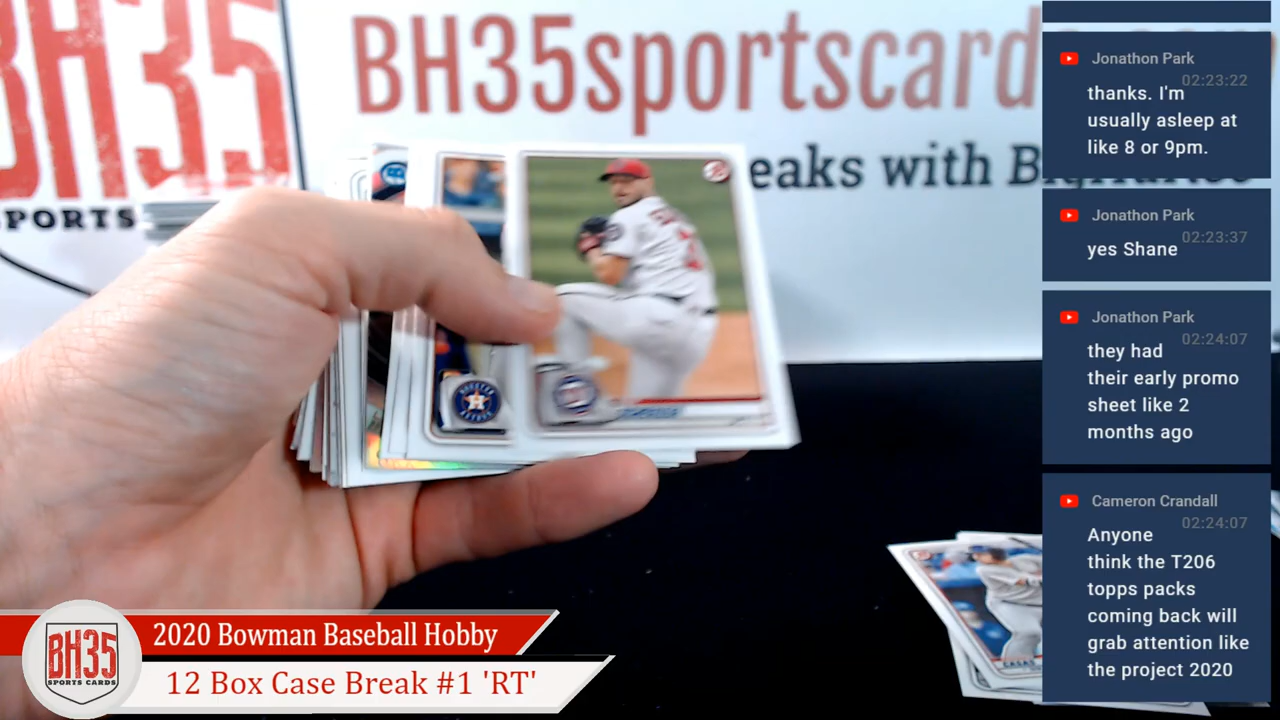 BH35
SPORTS
BH35sportscard
eaks with B
Jonathon Park
02:23:22
thanks. I'm
usually asleep at
like 8 or 9pm.
Jonathon Park
02:23:37
yes Shane
Jonathon Park
02:24:07
they had
their early promo
sheet like 2
months ago
Cameron Crandall
02:24:07
Anyone
think the T206
topps packs
coming back will
grab attention like
the project 2020
BH35
SPORTS CARDS
2020 Bowman Baseball Hobby
12 Box Case Break #1 'RT'